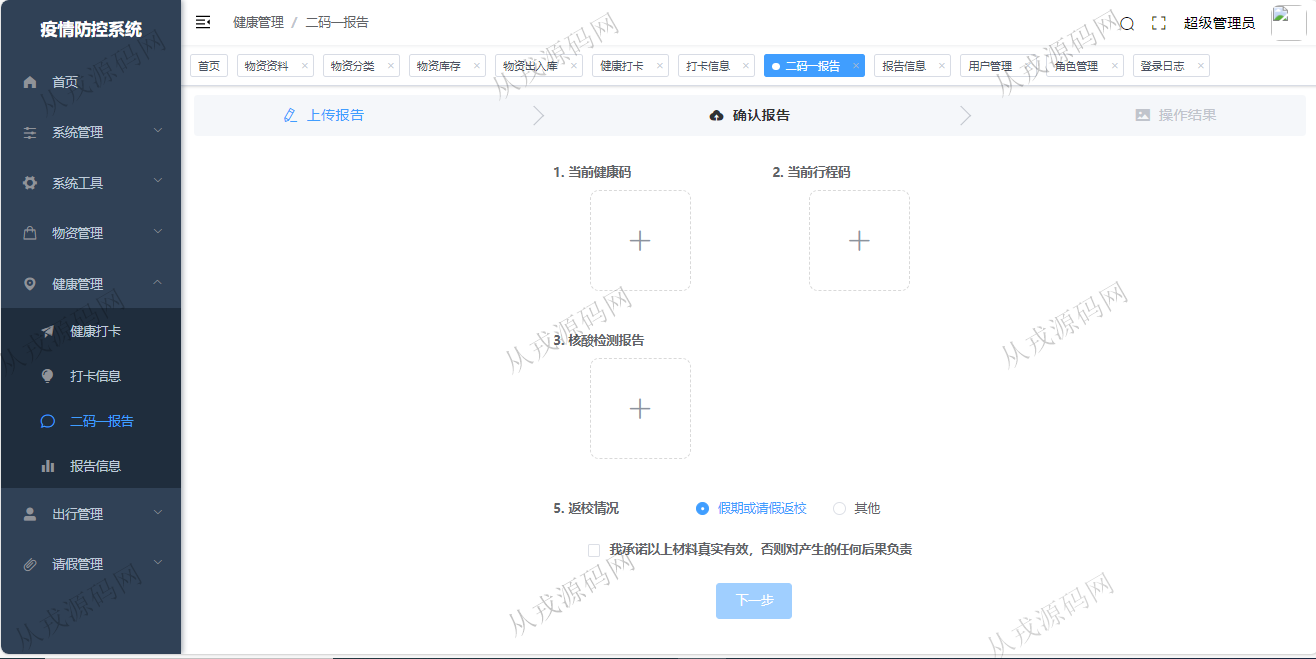 疫情防控系统
首页
系统管理
系统工具
物资管理
健康管理
健康打卡
打卡信息
二码一报告
报告信息
出行管理
请假管理
健康管理 / 二码一报告
超级管理员
首页 物资资料 × 物资分类 × 物资库存 × 物资出入库 × 健康打卡 × 打卡信息 × 二码一报告 × 报告信息 × 用户管理 角色管理 × 登录日志 ×
上传报告 确认报告 操作结果
1. 当前健康码 2. 当前行程码
3. 核酸检测报告
5. 返校情况 假期或请假返校 其他
我承诺以上材料真实有效，否则对产生的任何后果负责
下一步
从戎源码网
从戎源码网
从戎源码网
从戎源码网
从戎源码网
从戎源码网
从戎源码网
从戎源码网
从戎源码网